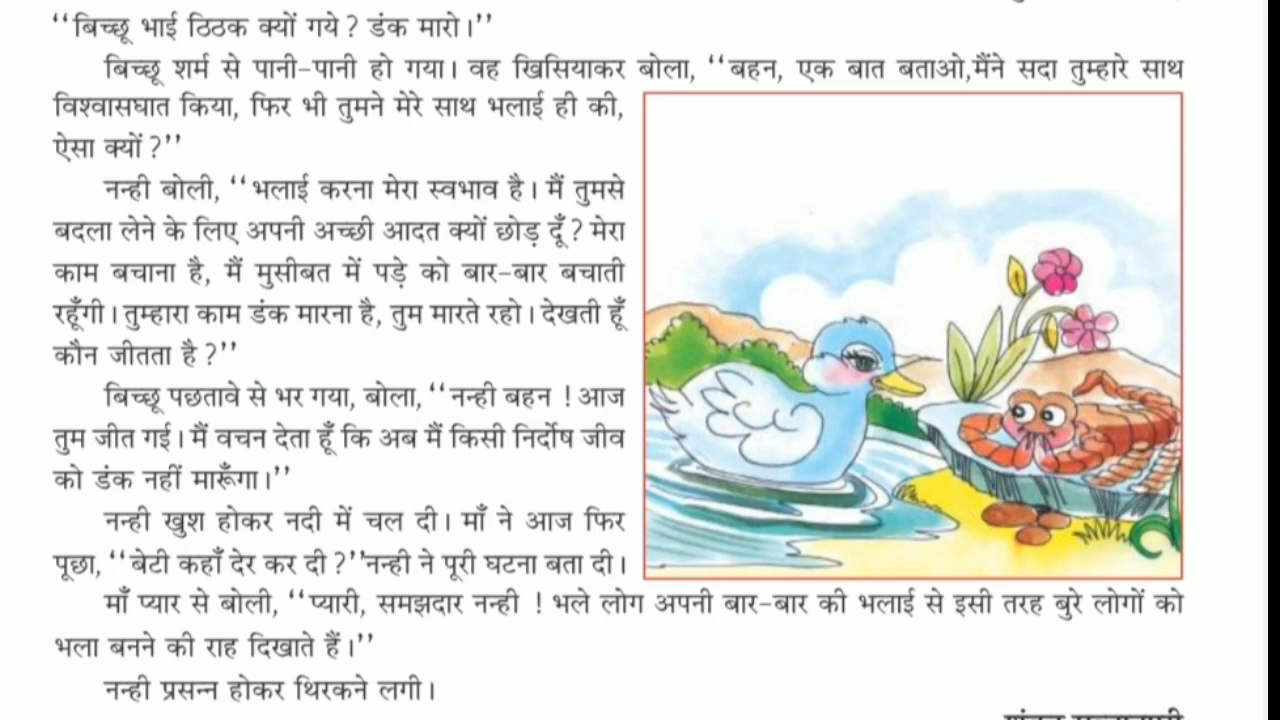 ‘‘बिच्छू भाई ठिठक क्यों गये? डंक मारो।’’
बिच्छू शर्म से पानी-पानी हो गया। वह खिसियाकर बोला, ‘‘बहन, एक बात बताओ,मैंने सदा तुम्हारे साथ
विश्वासघात किया, फिर भी तुमने मेरे साथ भलाई ही की,
ऐसा क्यों?’’
नन्ही बोली, ‘‘भलाई करना मेरा स्वभाव है। मैं तुमसे
बदला लेने के लिए अपनी अच्छी आदत क्यों छोड़ दूँ? मेरा
काम बचाना है, मैं मुसीबत में पड़े को बार-बार बचाती
रहूँगी। तुम्हारा काम डंक मारना है, तुम मारते रहो। देखती हूँ
कौन जीतता है?’’
बिच्छू पछतावे से भर गया, बोला, ‘‘नन्ही बहन ! आज
तुम जीत गई। मैं वचन देता हूँ कि अब मैं किसी निर्दोष जीव
को डंक नहीं मारूँगा।’’
नन्ही खुश होकर नदी में चल दी। माँ ने आज फिर
पूछा, ‘‘बेटी कहाँ देर कर दी?’’नन्ही ने पूरी घटना बता दी।
माँ प्यार से बोली, ‘‘प्यारी, समझदार नन्ही ! भले लोग अपनी बार-बार की भलाई से इसी तरह बुरे लोगों को
भला बनने की राह दिखाते हैं।’’
नन्ही प्रसन्न होकर थिरकने लगी।